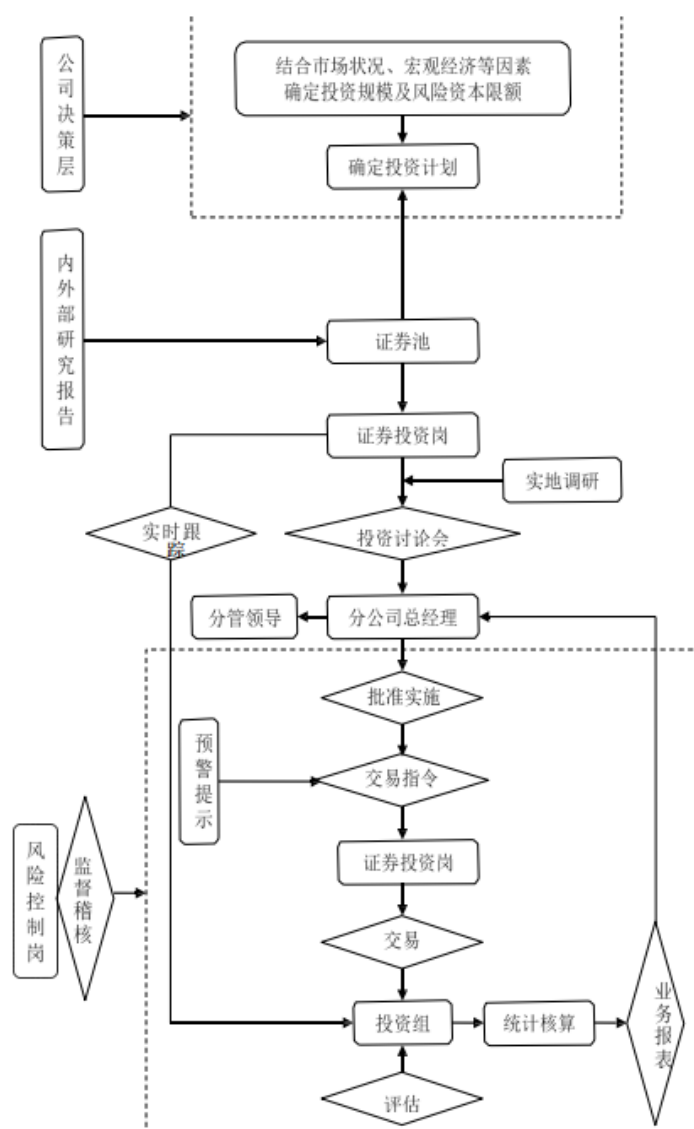 公司决策层
结合市场状况、宏观经济等因素
确定投资规模及风险资本限额
确定投资计划
内外部研究报告
证券池
证券投资岗
实地调研
实时跟
踪
投资讨论会
分管领导
分公司总经理
批准实施
预警提示
交易指令
证券投资岗
风险控制岗
监督稽核
交易
投资组
统计核算
业务报表
评估